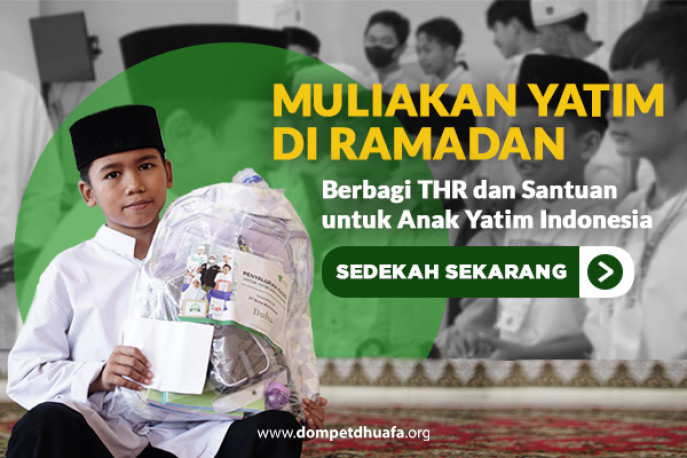 MULIAKAN YATIM
DI RAMADAN
Berbagi THR dan Santuan
untuk Anak Yatim Indonesia
SEDEKAH SEKARANG
www.dompetdhuafa.org